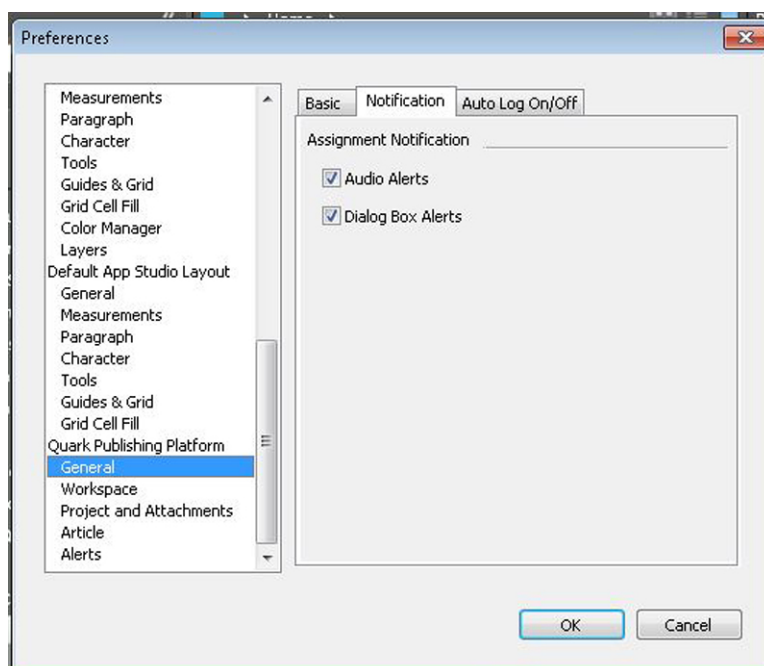 Preferences
Measurements
Paragraph
Character
Tools
Guides & Grid
Grid Cell Fill
Color Manager
Layers
Default App Studio Layout
General
Measurements
Paragraph
Character
Tools
Guides & Grid
Grid Cell Fill
Quark Publishing Platform
General
Workspace
Project and Attachments
Article
Alerts
Basic
Notification
Auto Log On/Off
Assignment Notification
Audio Alerts
Dialog Box Alerts
OK
Cancel